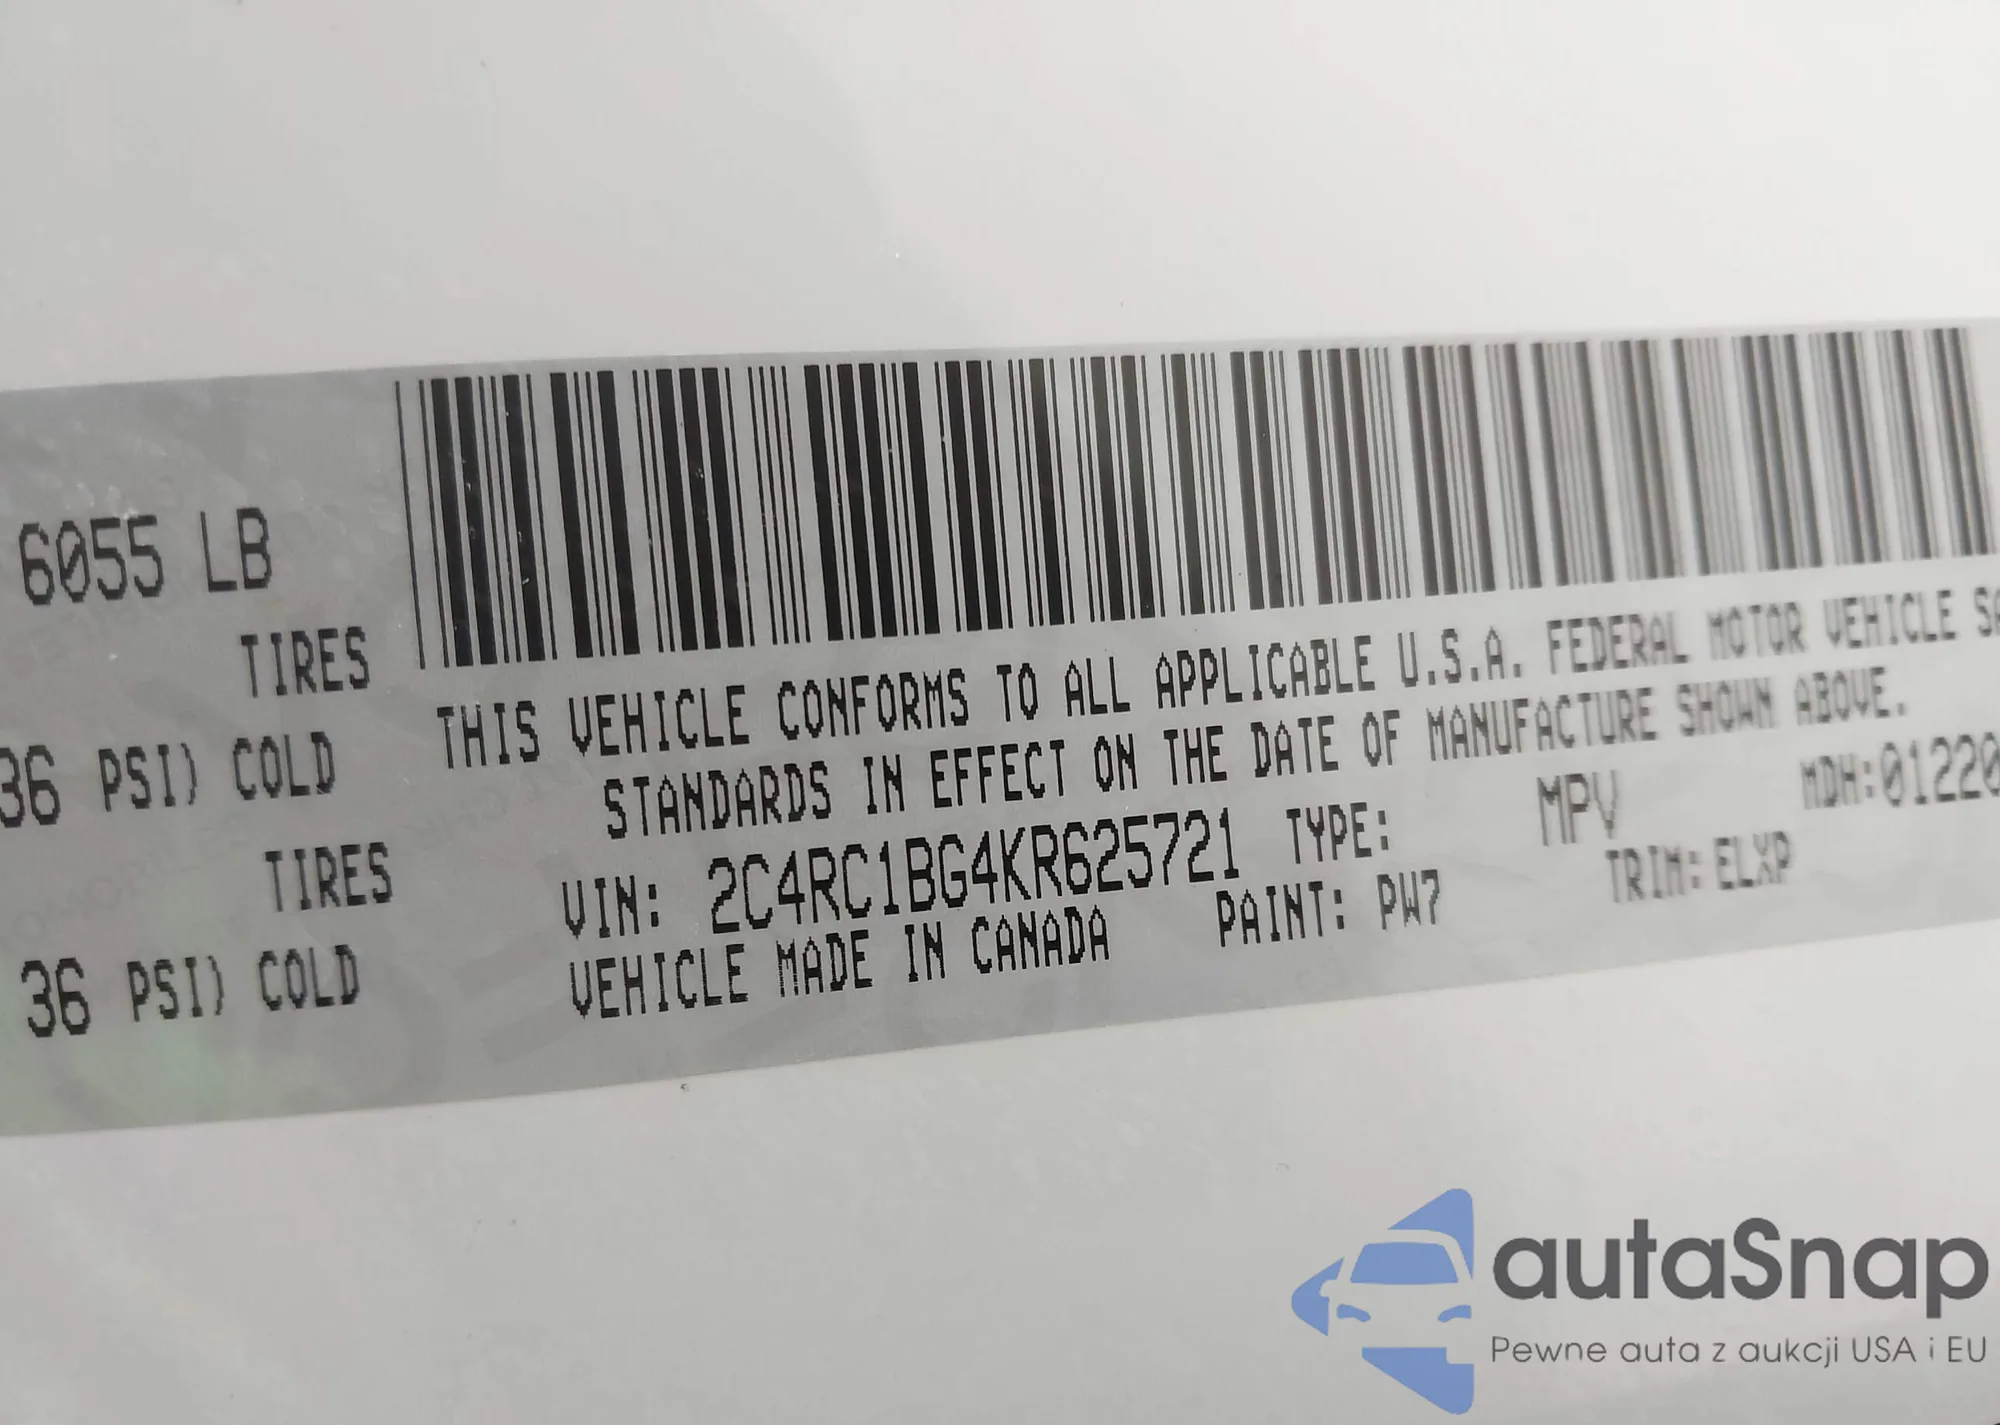 6055 LB
TIRES
36 PSI) COLD
TIRES
36 PSI) COLD
THIS VEHICLE CONFORMS TO ALL APPLICABLE U.S.A. FEDERAL MOTOR VEHICLE SA
STANDARDS IN EFFECT ON THE DATE OF MANUFACTURE SHOWN ABOVE.
VIN: 2C4RC1BG4KR625721 TYPE: MPV MDH:01220
VEHICLE MADE IN CANADA PAINT: PW7 TRIM: ELXP
autaSnap
Pewne auta z aukcji USA i EU